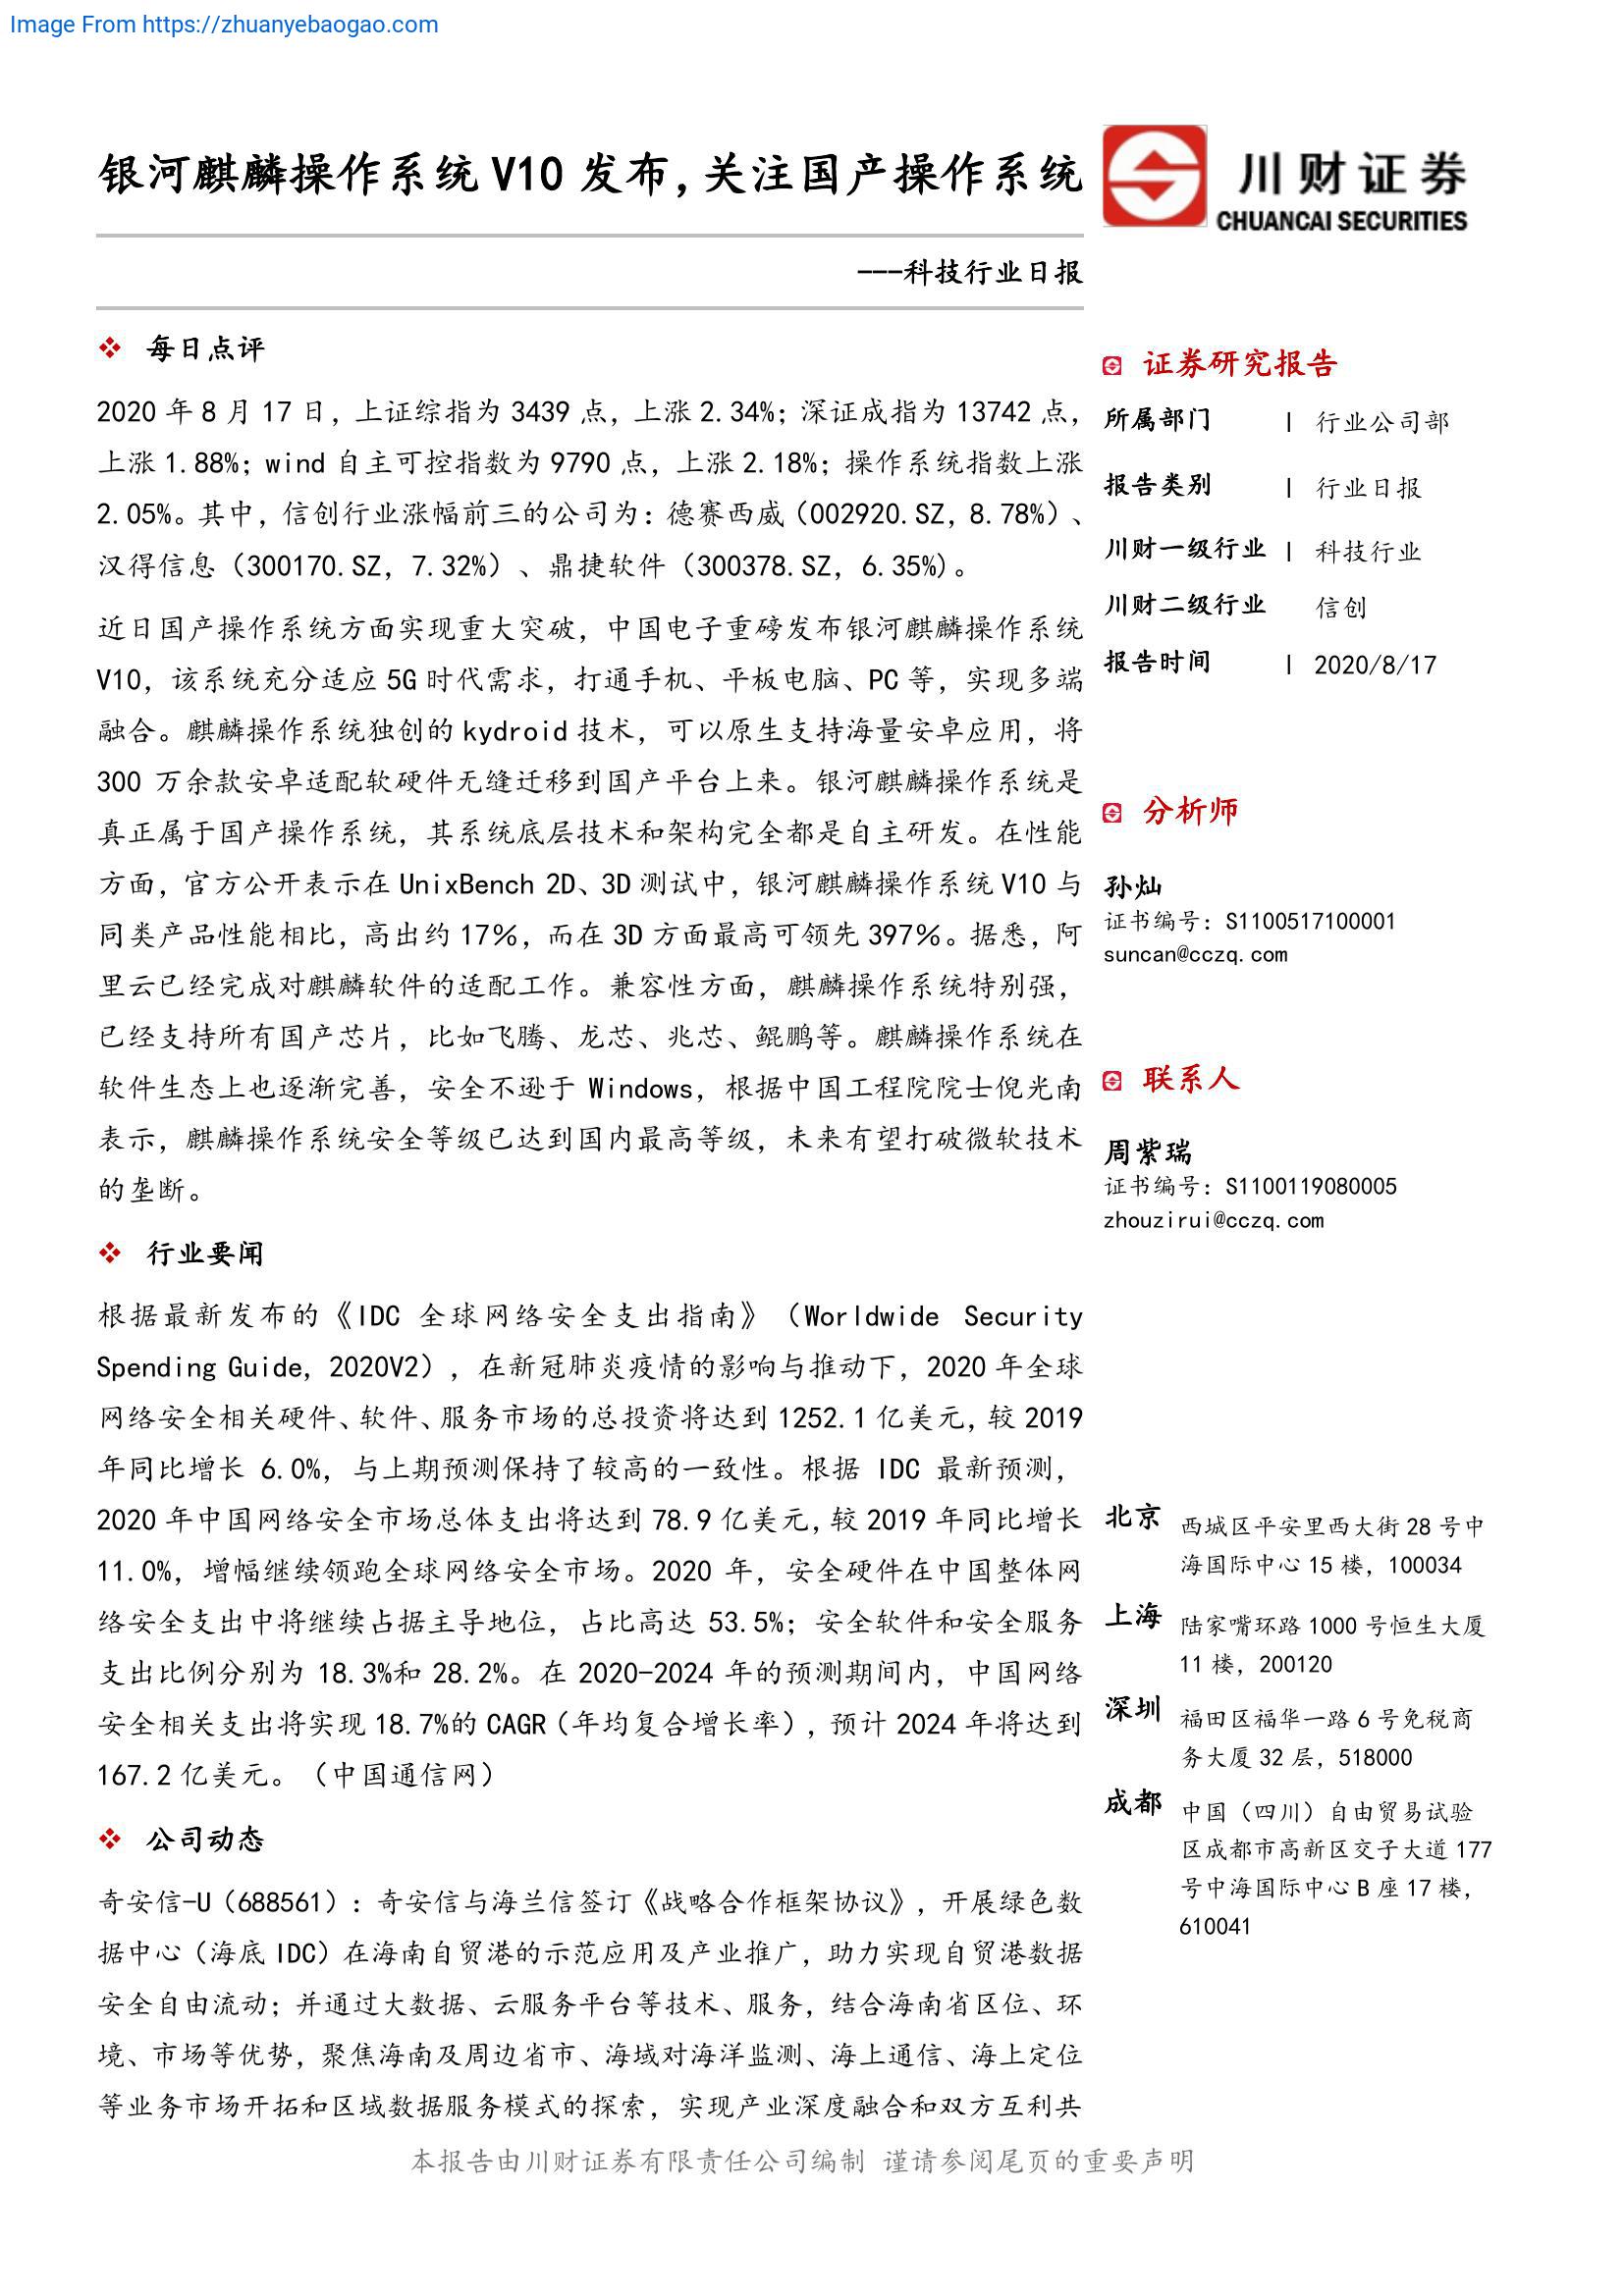 Image From https://zhuanyebaogao.com
银河麒麟操作系统 V10 发布，关注国产操作系统
川财证券
CHUANCAI SECURITIES
---科技行业日报
每日点评
2020 年 8 月 17 日，上证综指为 3439 点，上涨 2.34%；深证成指为 13742 点，
上涨 1.88%；wind 自主可控指数为 9790 点，上涨 2.18%；操作系统指数上涨
2.05%。其中，信创行业涨幅前三的公司为：德赛西威（002920.SZ，8.78%）、
汉得信息（300170.SZ，7.32%）、鼎捷软件（300378.SZ，6.35%)。
近日国产操作系统方面实现重大突破，中国电子重磅发布银河麒麟操作系统
V10，该系统充分适应 5G 时代需求，打通手机、平板电脑、PC 等，实现多端
融合。麒麟操作系统独创的 kydroid 技术，可以原生支持海量安卓应用，将
300 万余款安卓适配软硬件无缝迁移到国产平台上来。银河麒麟操作系统是
真正属于国产操作系统，其系统底层技术和架构完全都是自主研发。在性能
方面，官方公开表示在 UnixBench 2D、3D 测试中，银河麒麟操作系统 V10 与
同类产品性能相比，高出约 17％，而在 3D 方面最高可领先 397％。据悉，阿
里云已经完成对麒麟软件的适配工作。兼容性方面，麒麟操作系统特别强，
已经支持所有国产芯片，比如飞腾、龙芯、兆芯、鲲鹏等。麒麟操作系统在
软件生态上也逐渐完善，安全不逊于 Windows，根据中国工程院院士倪光南
表示，麒麟操作系统安全等级已达到国内最高等级，未来有望打破微软技术
的垄断。
行业要闻
根据最新发布的《IDC 全球网络安全支出指南》（Worldwide Security
Spending Guide, 2020V2），在新冠肺炎疫情的影响与推动下，2020 年全球
网络安全相关硬件、软件、服务市场的总投资将达到 1252.1 亿美元，较 2019
年同比增长 6.0%，与上期预测保持了较高的一致性。根据 IDC 最新预测，
2020 年中国网络安全市场总体支出将达到 78.9 亿美元，较 2019 年同比增长
11.0%，增幅继续领跑全球网络安全市场。2020 年，安全硬件在中国整体网
络安全支出中将继续占据主导地位，占比高达 53.5%；安全软件和安全服务
支出比例分别为 18.3%和 28.2%。在 2020-2024 年的预测期间内，中国网络
安全相关支出将实现 18.7%的 CAGR（年均复合增长率），预计 2024 年将达到
167.2 亿美元。（中国通信网）
公司动态
奇安信-U（688561）：奇安信与海兰信签订《战略合作框架协议》，开展绿色数
据中心（海底 IDC）在海南自贸港的示范应用及产业推广，助力实现自贸港数据
安全自由流动；并通过大数据、云服务平台等技术、服务，结合海南省区位、环
境、市场等优势，聚焦海南及周边省市、海域对海洋监测、海上通信、海上定位
等业务市场开拓和区域数据服务模式的探索，实现产业深度融合和双方互利共
证券研究报告
所属部门 | 行业公司部
报告类别 | 行业日报
川财一级行业 | 科技行业
川财二级行业 信创
报告时间 | 2020/8/17
分析师
孙灿
证书编号：S1100517100001
suncan@cczq.com
联系人
周紫瑞
证书编号：S1100119080005
zhouzirui@cczq.com
北京 西城区平安里西大街 28 号中
海国际中心 15 楼，100034
上海 陆家嘴环路 1000 号恒生大厦
11 楼，200120
深圳 福田区福华一路 6 号免税商
务大厦 32 层，518000
成都 中国（四川）自由贸易试验
区成都市高新区交子大道 177
号中海国际中心 B 座 17 楼，
610041
本报告由川财证券有限责任公司编制 谨请参阅尾页的重要声明